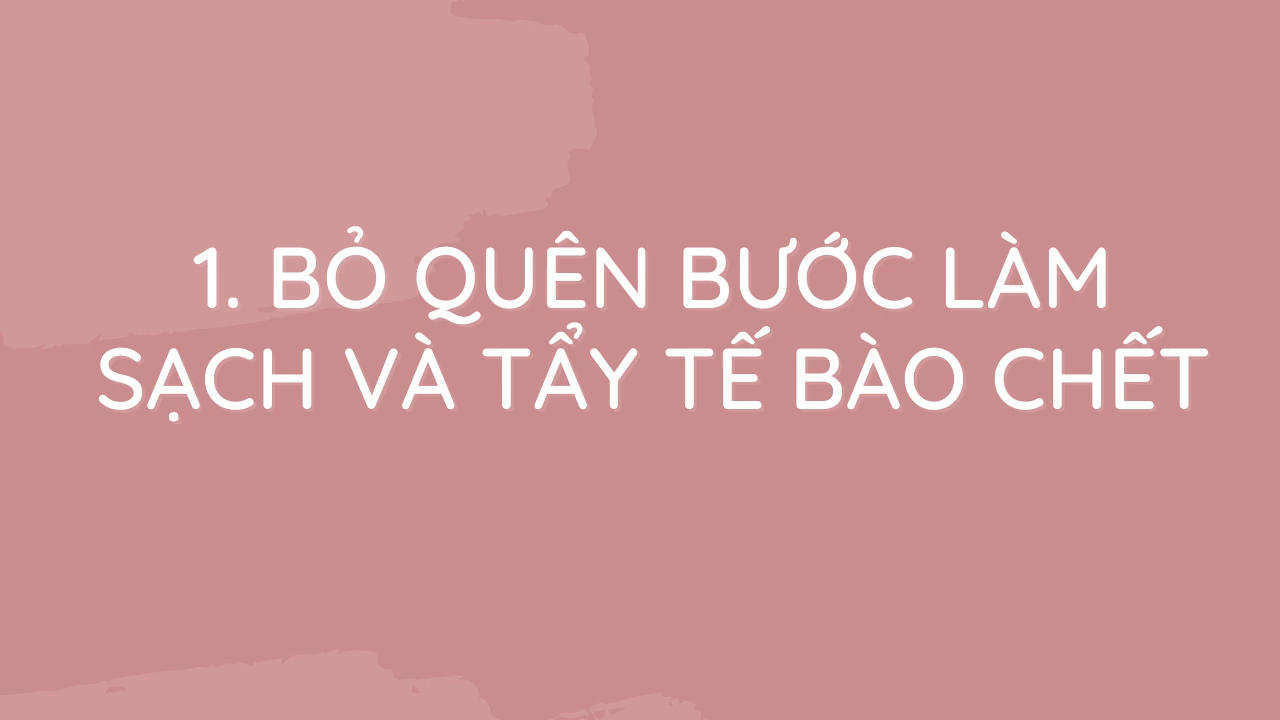 1. BỎ QUÊN BƯỚC LÀM
SẠCH VÀ TẨY TẾ BÀO CHẾT